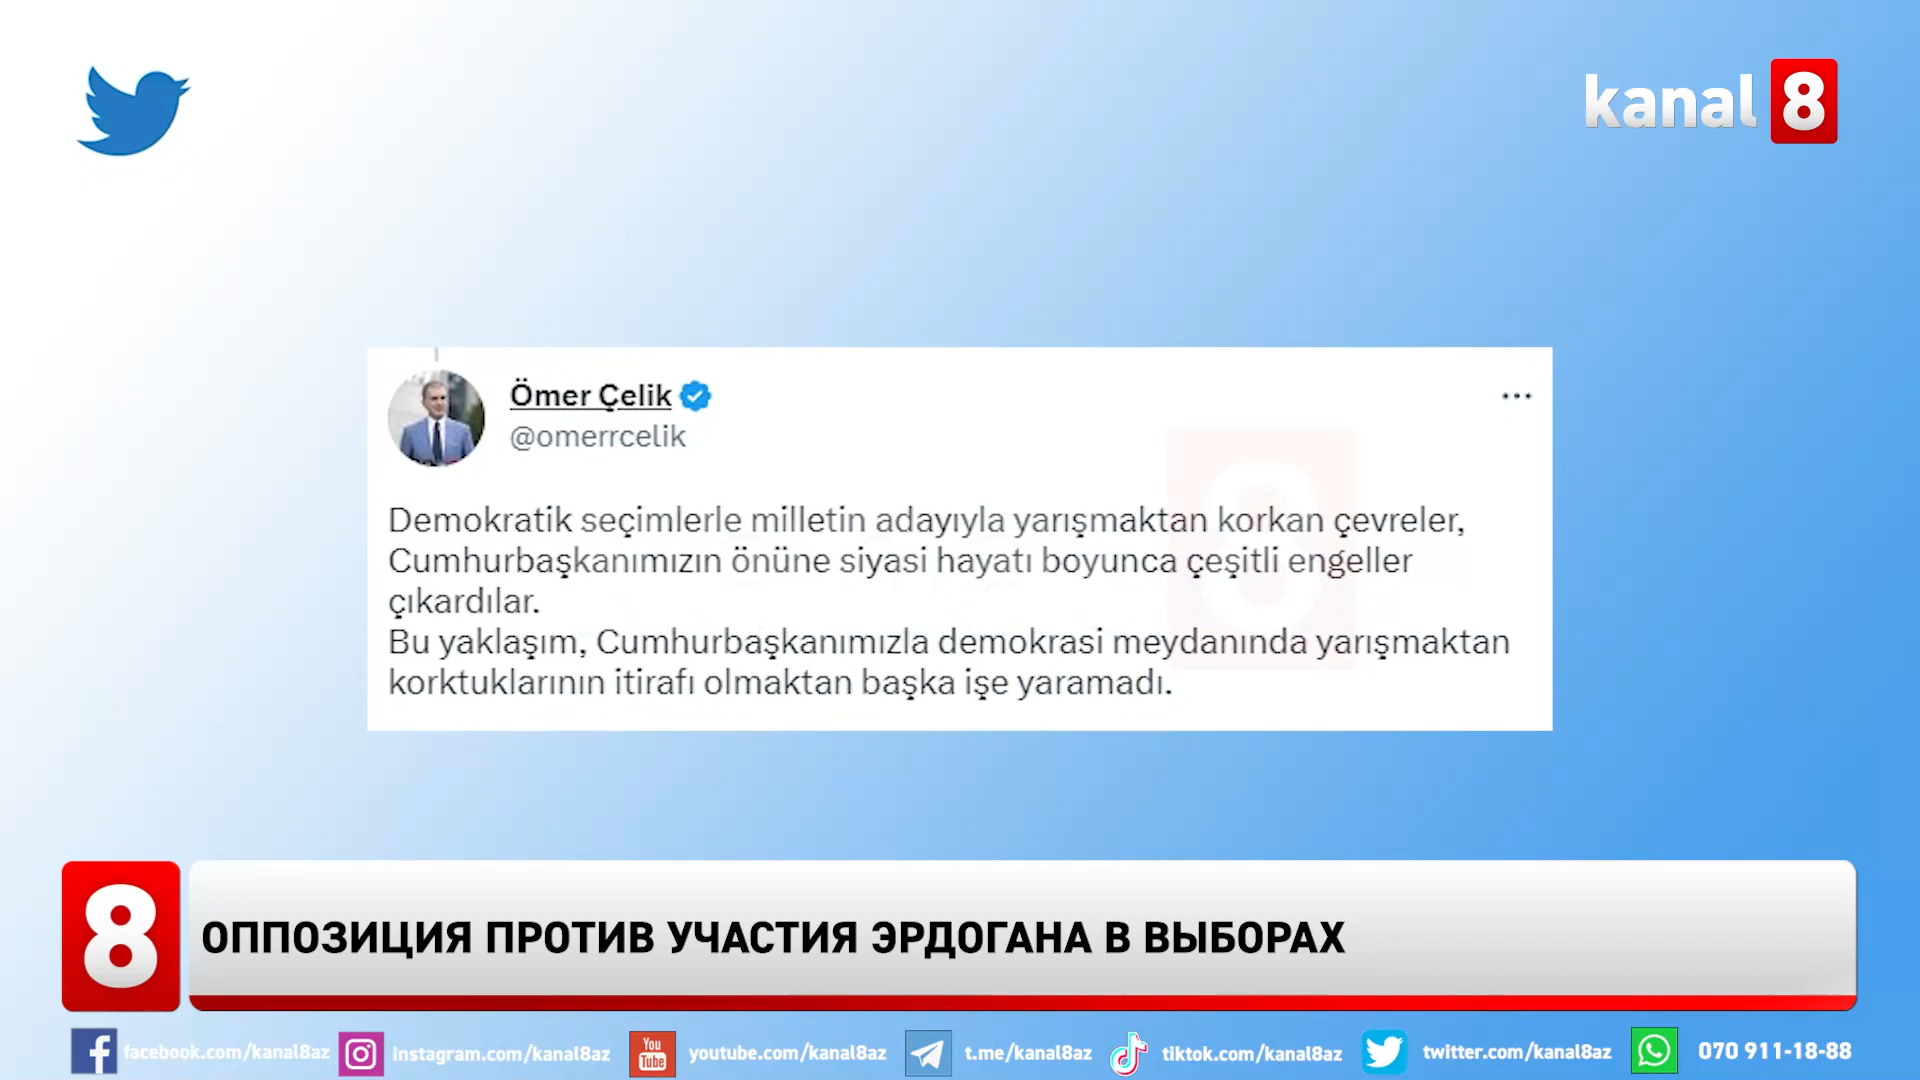 kanal 8
Ömer Çelik
@omerrcelik
Demokratik seçimlerle milletin adayıyla yarışmaktan korkan çevreler,
Cumhurbaşkanımızın önüne siyasi hayatı boyunca çeşitli engeller
çıkardılar.
Bu yaklaşım, Cumhurbaşkanımızla demokrasi meydanında yarışmaktan
korktuklarının itirafı olmaktan başka işe yaramadı.
8 ОППОЗИЦИЯ ПРОТИВ УЧАСТИЯ ЭРДОГАНА В ВЫБОРАХ
facebook.com/kanal8az instagram.com/kanal8az You Tube youtube.com/kanal8az t.me/kanal8az tiktok.com/kanal8az twitter.com/kanal8az 070 911-18-88